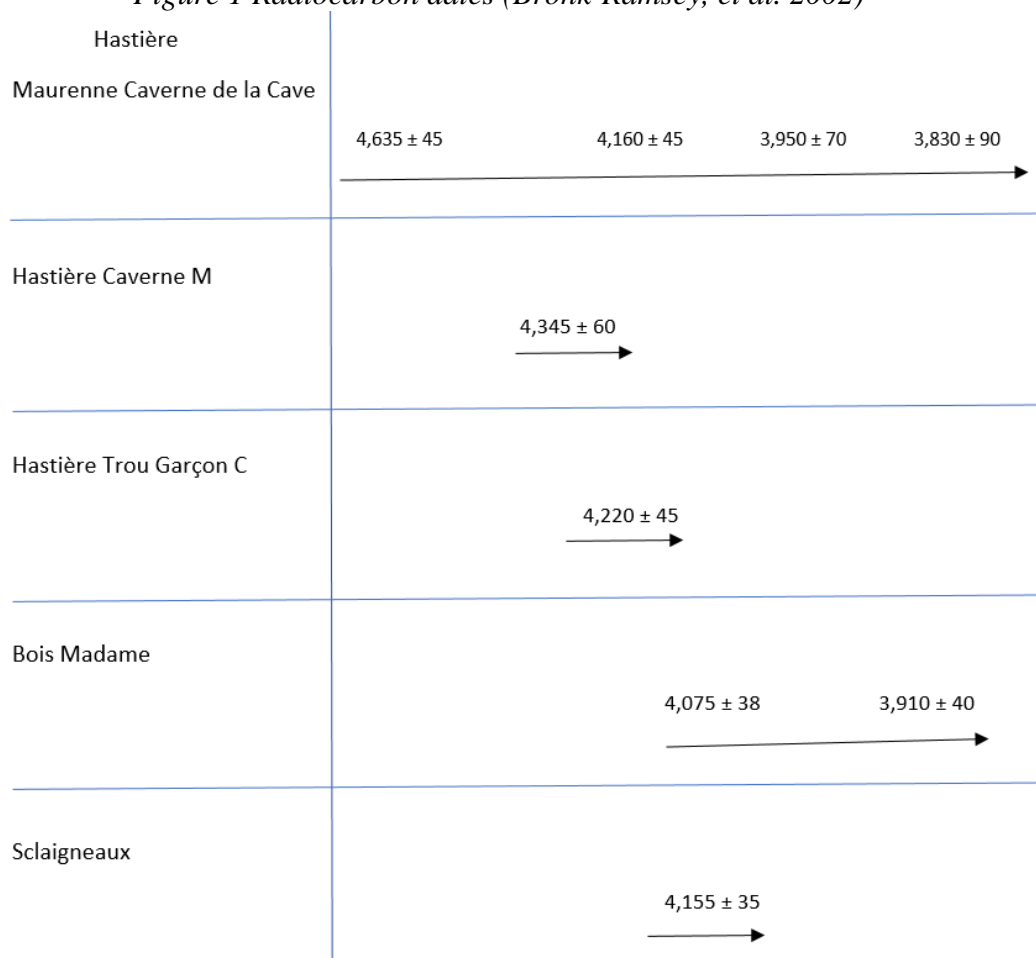 Figure 1 Radiocarbon dates (Bronk Ramsey, et al. 2002)
Hastière
Maurenne Caverne de la Cave
4,635 ± 45 4,160 ± 45 3,950 ± 70 3,830 ± 90
Hastière Caverne M
4,345 ± 60
Hastière Trou Garçon C
4,220 ± 45
Bois Madame
4,075 ± 38 3,910 ± 40
Sclaigneaux
4,155 ± 35